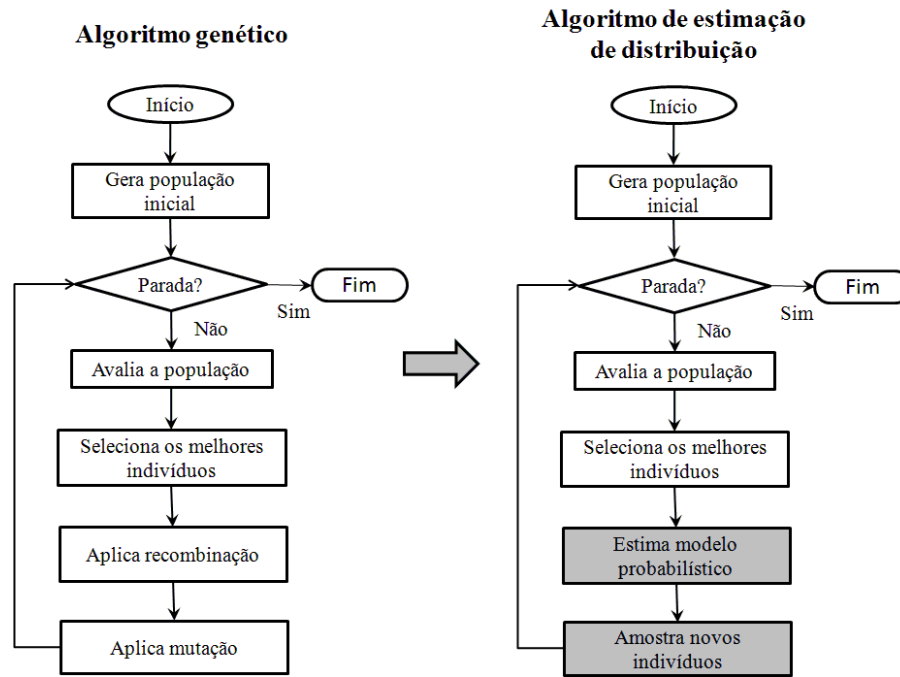 Algoritmo genético
Início
Gera população
inicial
Parada?
Fim
Sim
Não
Avalia a população
Seleciona os melhores
indivíduos
Aplica recombinação
Aplica mutação
Algoritmo de estimação
de distribuição
Início
Gera população
inicial
Parada?
Fim
Sim
Não
Avalia a população
Seleciona os melhores
indivíduos
Estima modelo
probabilístico
Amostra novos
indivíduos